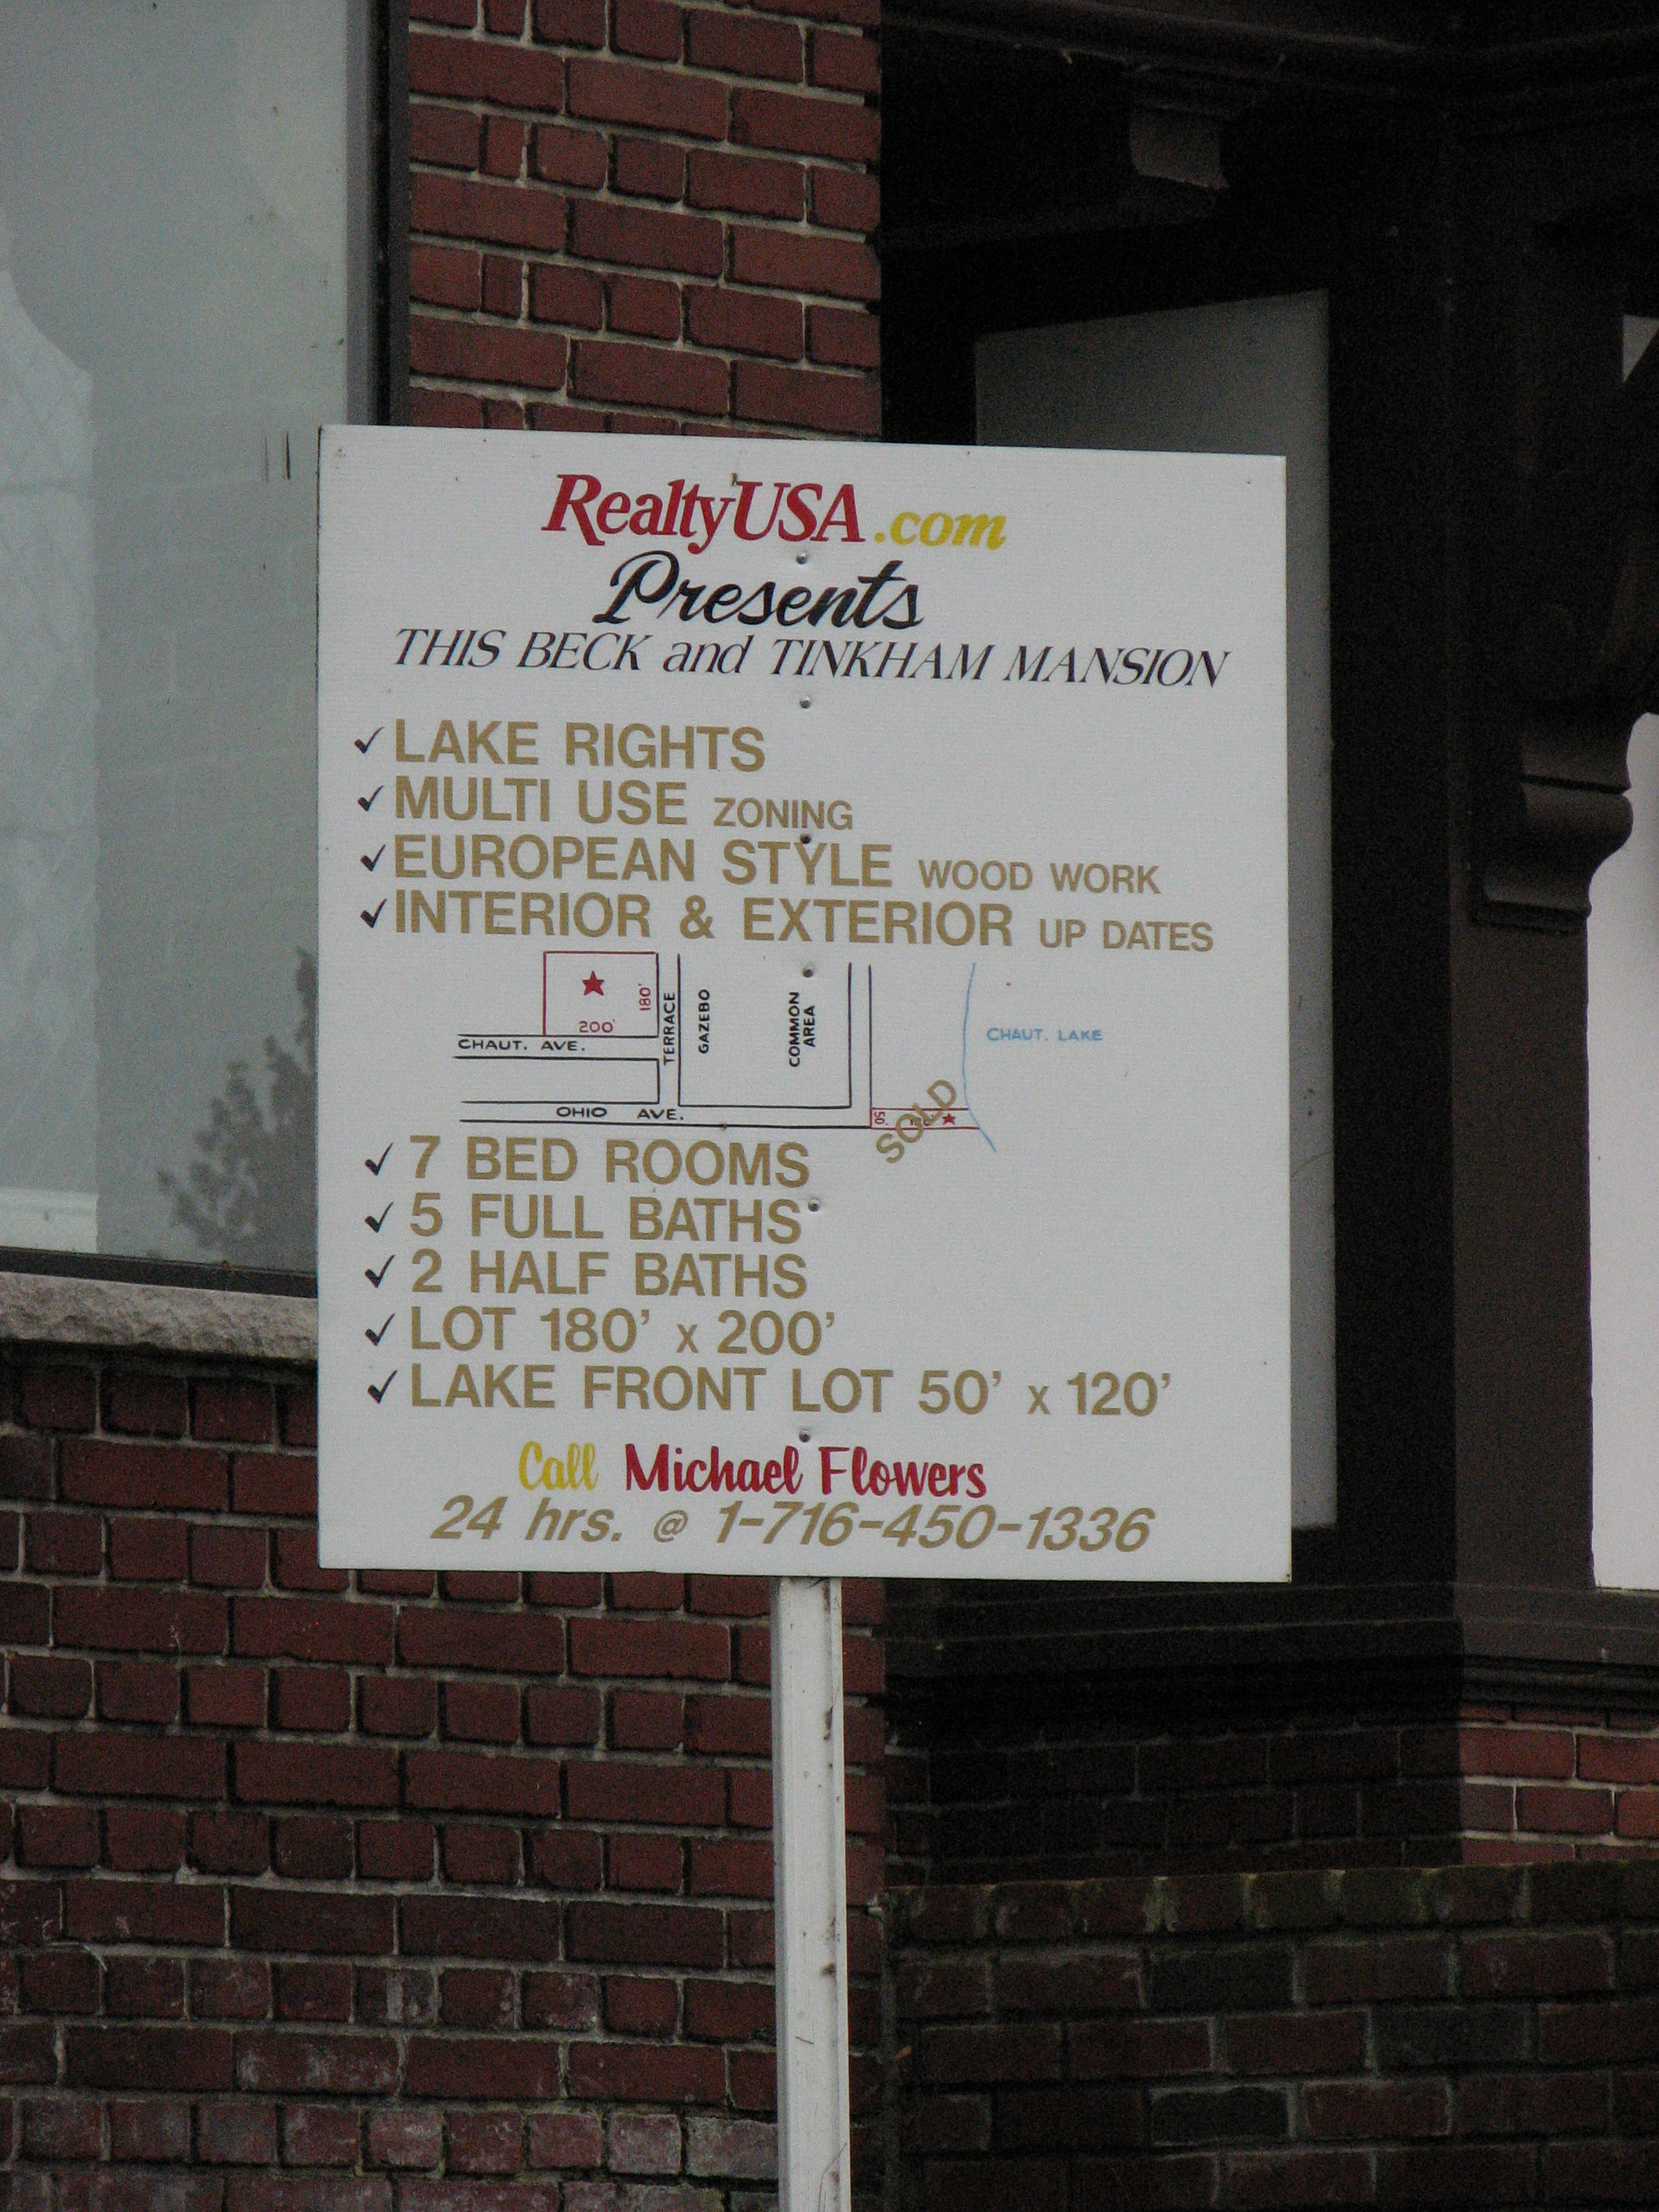 RealtyUSA.com
Presents
THIS BECK and TINKHAM MANSION
✓ LAKE RIGHTS
✓ MULTI USE ZONING
✓ EUROPEAN STYLE WOOD WORK
✓ INTERIOR & EXTERIOR UP DATES
180'
200'
CHAUT. AVE.
TERRACE
GAZEBO
COMMON
AREA
CHAUT. LAKE
OHIO AVE.
50'
SOLD
✓ 7 BED ROOMS
✓ 5 FULL BATHS
✓ 2 HALF BATHS
✓ LOT 180' x 200'
✓ LAKE FRONT LOT 50' x 120'
Call Michael Flowers
24 hrs. @ 1-716-450-1336